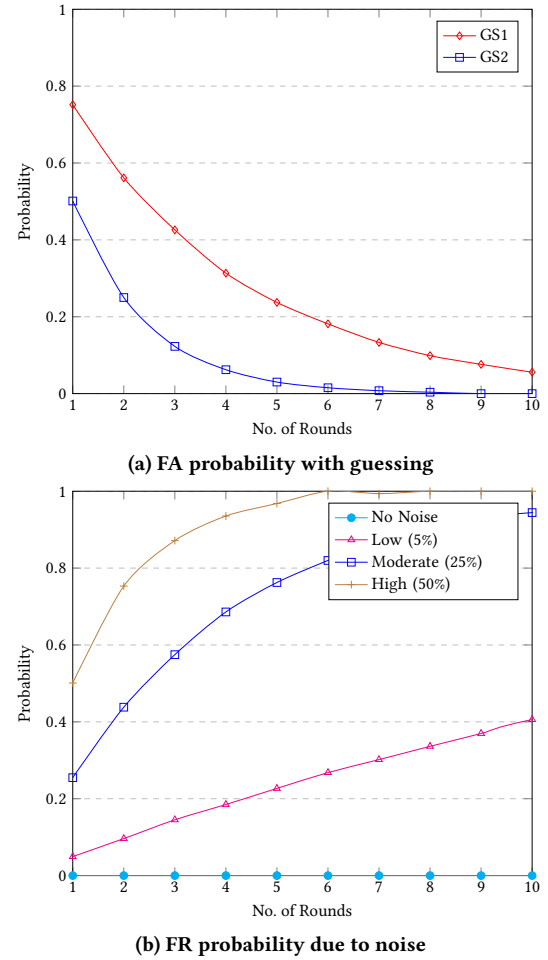 1
0.8
0.6
0.4
0.2
0
Probability
GS1
GS2
1 2 3 4 5 6 7 8 9 10
No. of Rounds
(a) FA probability with guessing
1
0.8
0.6
0.4
0.2
0
Probability
No Noise
Low (5%)
Moderate (25%)
High (50%)
1 2 3 4 5 6 7 8 9 10
No. of Rounds
(b) FR probability due to noise